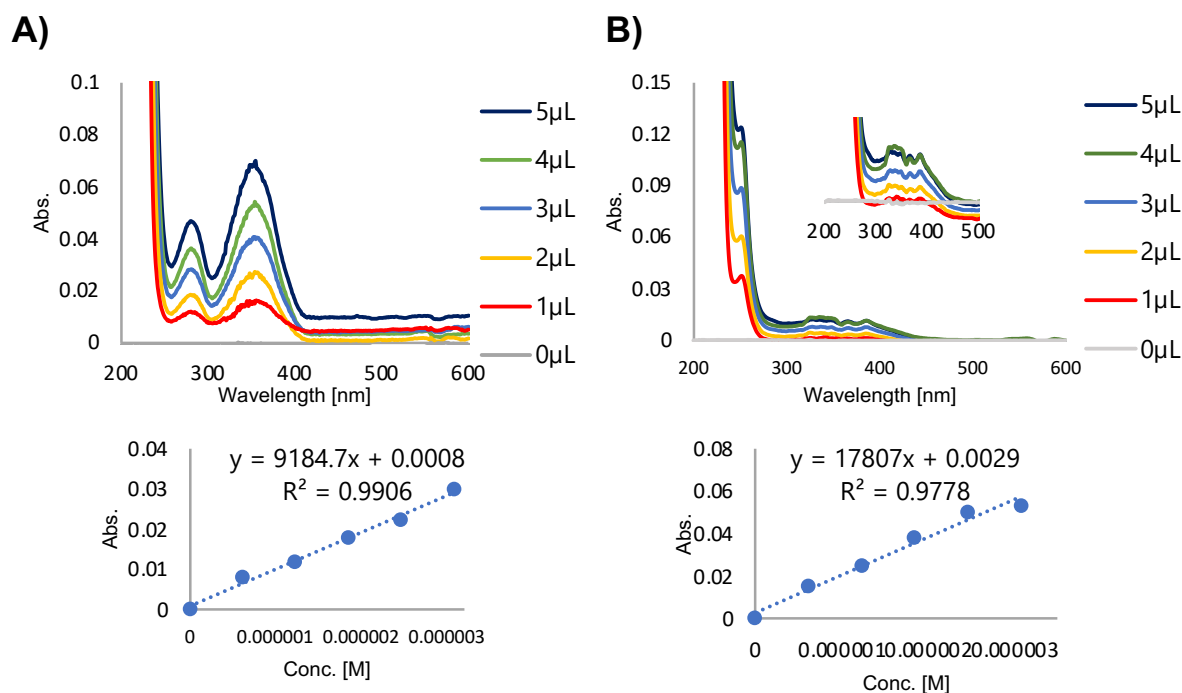 A)
0.1
0.08
0.06
0.04
0.02
0
Abs.
200 300 400 500 600
Wavelength [nm]
5µL
4µL
3µL
2µL
1µL
0µL
B)
0.15
0.12
0.09
0.06
0.03
0
Abs.
200 300 400 500
200 300 400 500 600
Wavelength [nm]
5µL
4µL
3µL
2µL
1µL
0µL
y = 9184.7x + 0.0008
R² = 0.9906
0.04
0.03
0.02
0.01
0
Abs.
0 0.000001 0.000002 0.000003
Conc. [M]
y = 17807x + 0.0029
R² = 0.9778
0.08
0.06
0.04
0.02
0
Abs.
0 0.000001 0.000002 0.000003
Conc. [M]